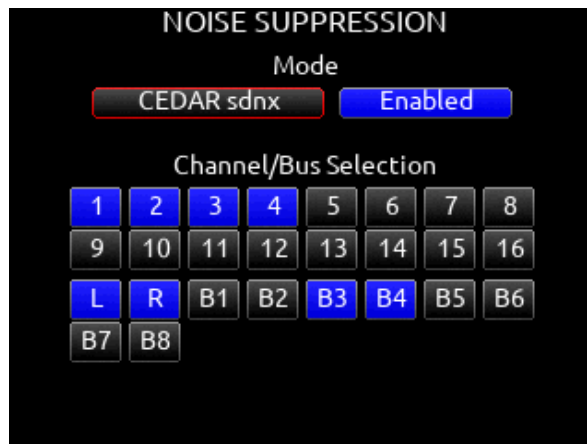 NOISE SUPPRESSION
Mode
CEDAR sdnx Enabled
Channel/Bus Selection
1 2 3 4 5 6 7 8
9 10 11 12 13 14 15 16
L R B1 B2 B3 B4 B5 B6
B7 B8